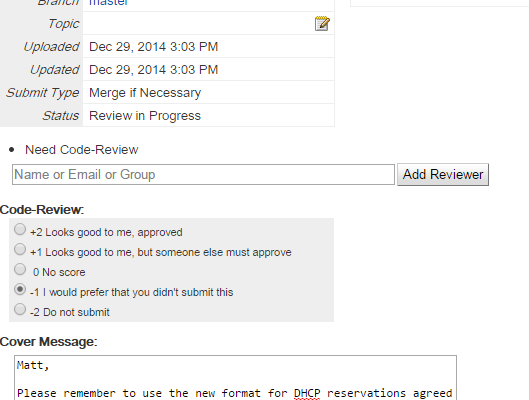 Branch master
Topic
Uploaded Dec 29, 2014 3:03 PM
Updated Dec 29, 2014 3:03 PM
Submit Type Merge if Necessary
Status Review in Progress
Need Code-Review
Name or Email or Group Add Reviewer
Code-Review:
+2 Looks good to me, approved
+1 Looks good to me, but someone else must approve
0 No score
-1 I would prefer that you didn't submit this
-2 Do not submit
Cover Message:
Matt,
Please remember to use the new format for DHCP reservations agreed